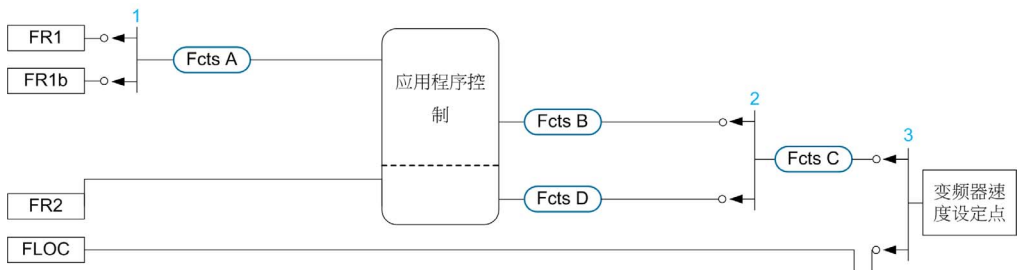 1
FR1
Fcts A
FR1b
应用程序控
制
2
Fcts B
3
Fcts C
Fcts D
变频器速
度设定点
FR2
FLOC